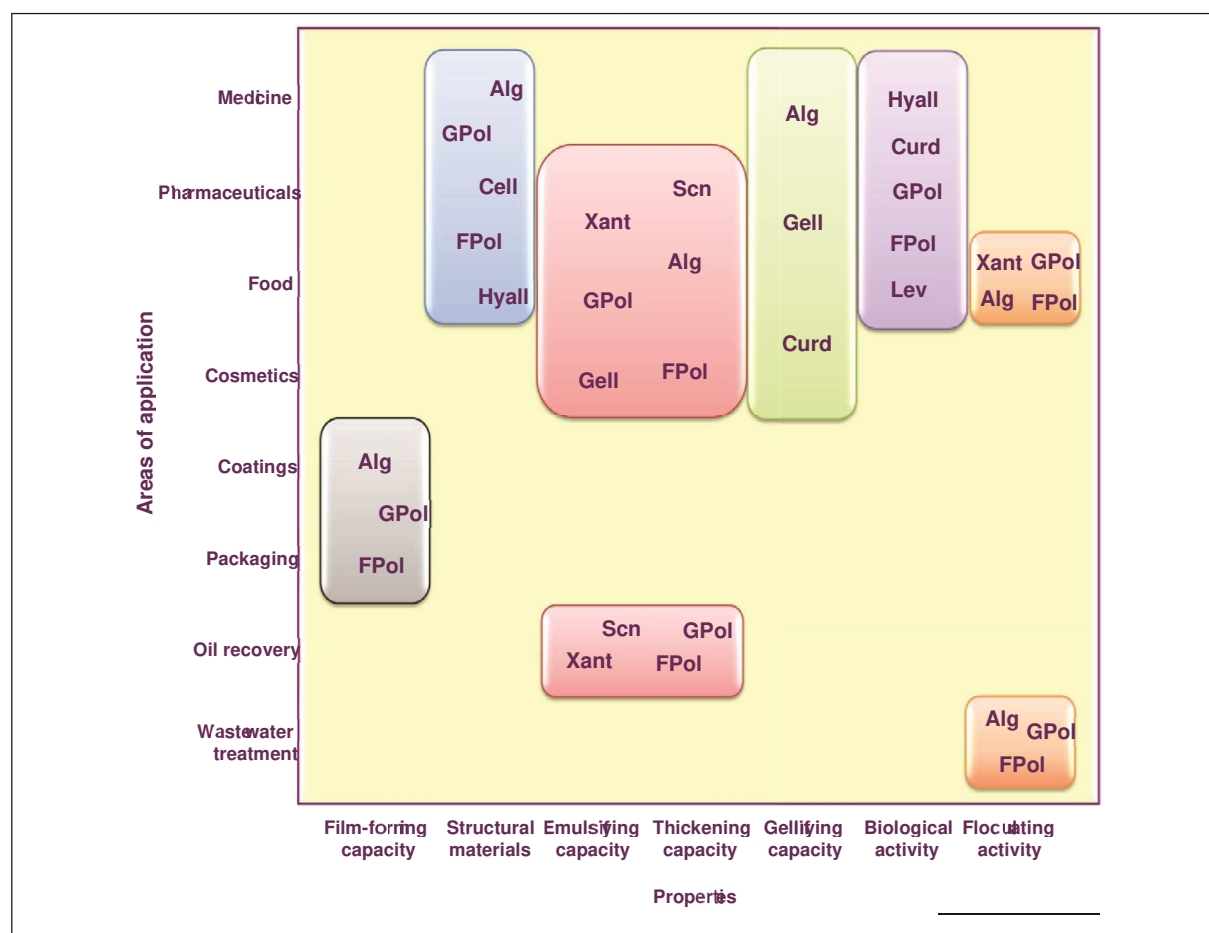 Medicine
Pharmaceuticals
Food
Cosmetics
Coatings
Packaging
Oil recovery
Wastewater
treatment
Areas of application
Alg
GPol
Cell
FPol
Hyall
Scn
Xant
Alg
GPol
FPol
Gell
Alg
Gell
Curd
Hyall
Curd
GPol
FPol
Lev
Xant GPol
Alg FPol
Alg
GPol
FPol
Scn GPol
Xant FPol
Alg
GPol
FPol
Film-forming Structural Emulsifying Thickening Gellifying Biological Flocculating
capacity materials capacity capacity capacity activity activity
Properties